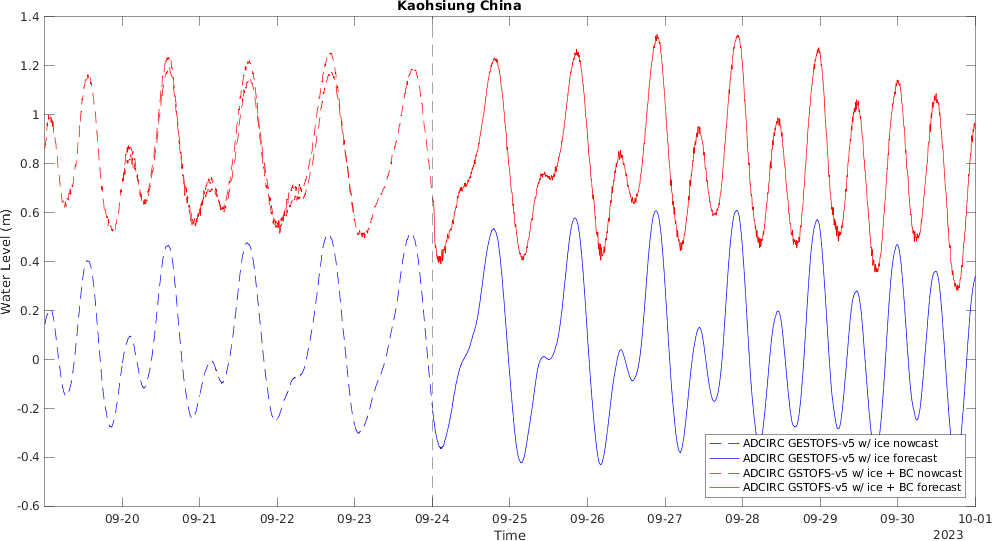 Kaohsiung China
1.4
1.2
1
0.8
0.6
0.4
0.2
0
-0.2
-0.4
-0.6
Water Level (m)
ADCIRC GESTOFS-v5 w/ ice nowcast
ADCIRC GESTOFS-v5 w/ ice forecast
ADCIRC GSTOFS-v5 w/ ice + BC nowcast
ADCIRC GSTOFS-v5 w/ ice + BC forecast
09-20 09-21 09-22 09-23 09-24 09-25 09-26 09-27 09-28 09-29 09-30 10-01
Time
2023